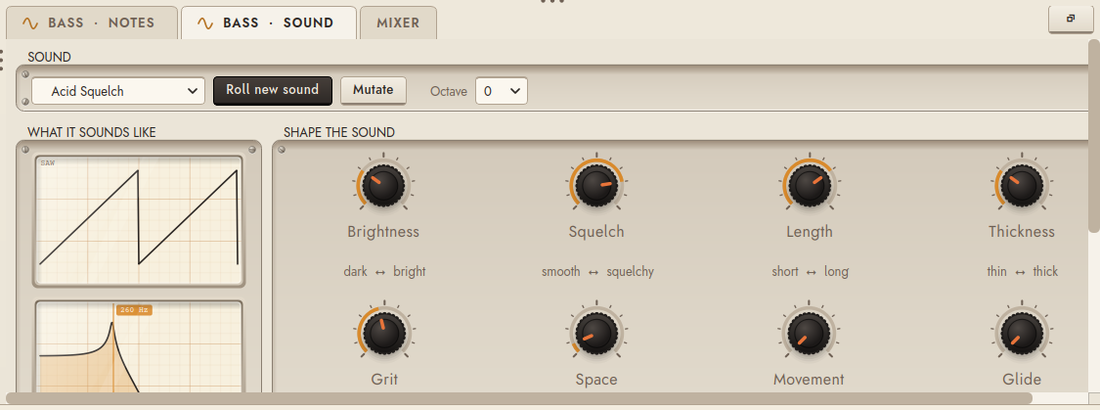 BASS · NOTES
BASS · SOUND
MIXER
SOUND
Acid Squelch
Roll new sound
Mutate
Octave
0
WHAT IT SOUNDS LIKE
SHAPE THE SOUND
SAW
Brightness
Squelch
Length
Thickness
dark ↔ bright
smooth ↔ squelchy
short ↔ long
thin ↔ thick
260 Hz
Grit
Space
Movement
Glide